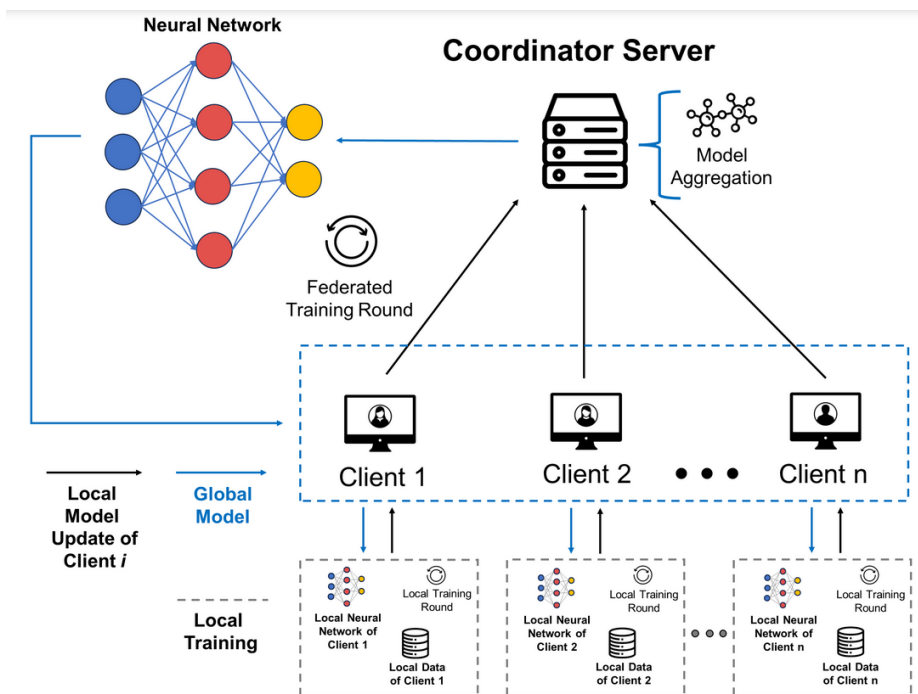 Neural Network
Coordinator Server
Model
Aggregation
Federated
Training Round
Client 1
Client 2
Client n
Local
Model
Update of
Client i
Global
Model
Local
Training
Local Neural
Network of
Client 1
Local Training
Round
Local Data
of Client 1
Local Neural
Network of
Client 2
Local Training
Round
Local Data
of Client 2
Local Neural
Network of
Client n
Local Training
Round
Local Data
of Client n